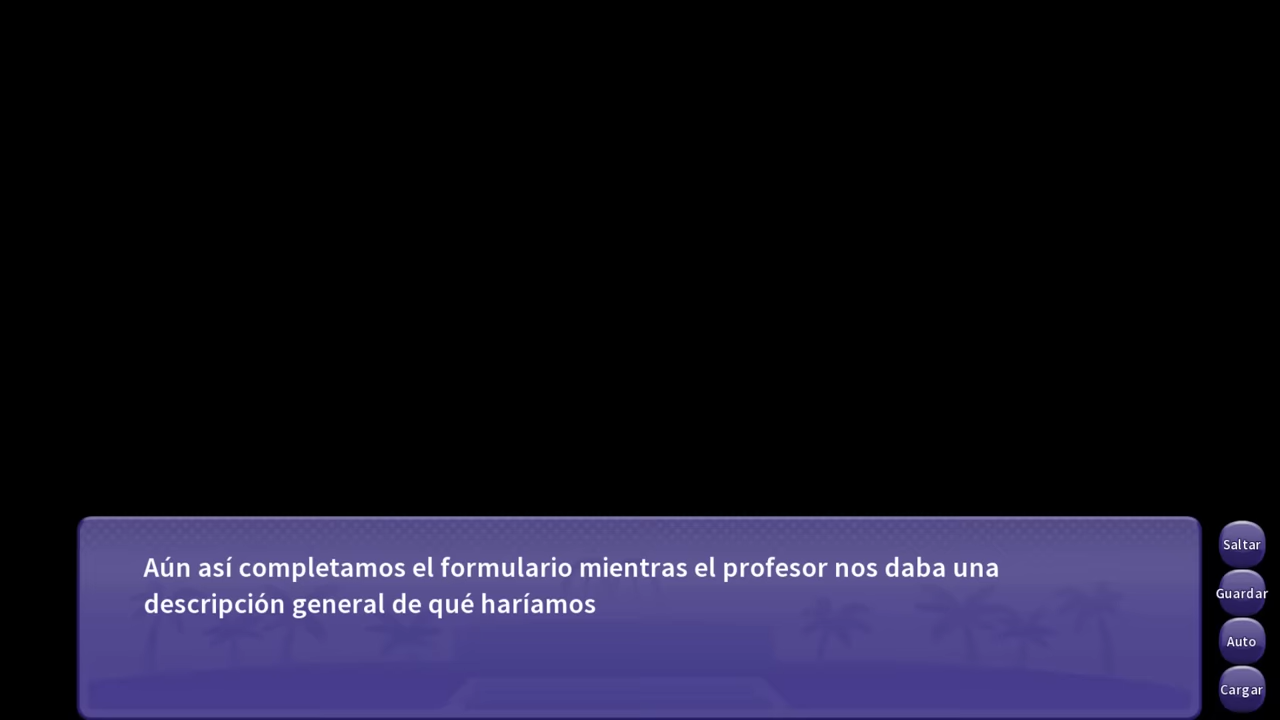 Aún así completamos el formulario mientras el profesor nos daba una
descripción general de qué haríamos
Saltar
Guardar
Auto
Cargar